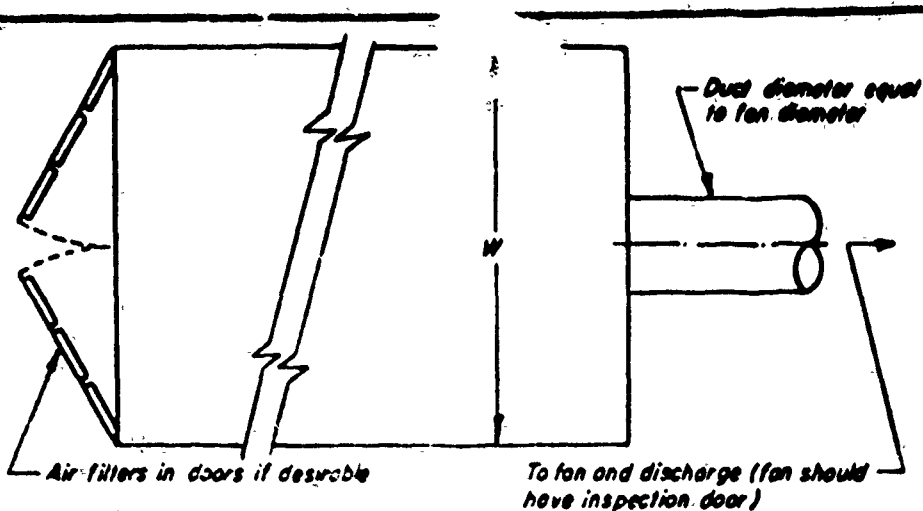 Duct diameter equal
to fan diameter
W
Air filters in doors if desirable
To fan and discharge (fan should
have inspection door)